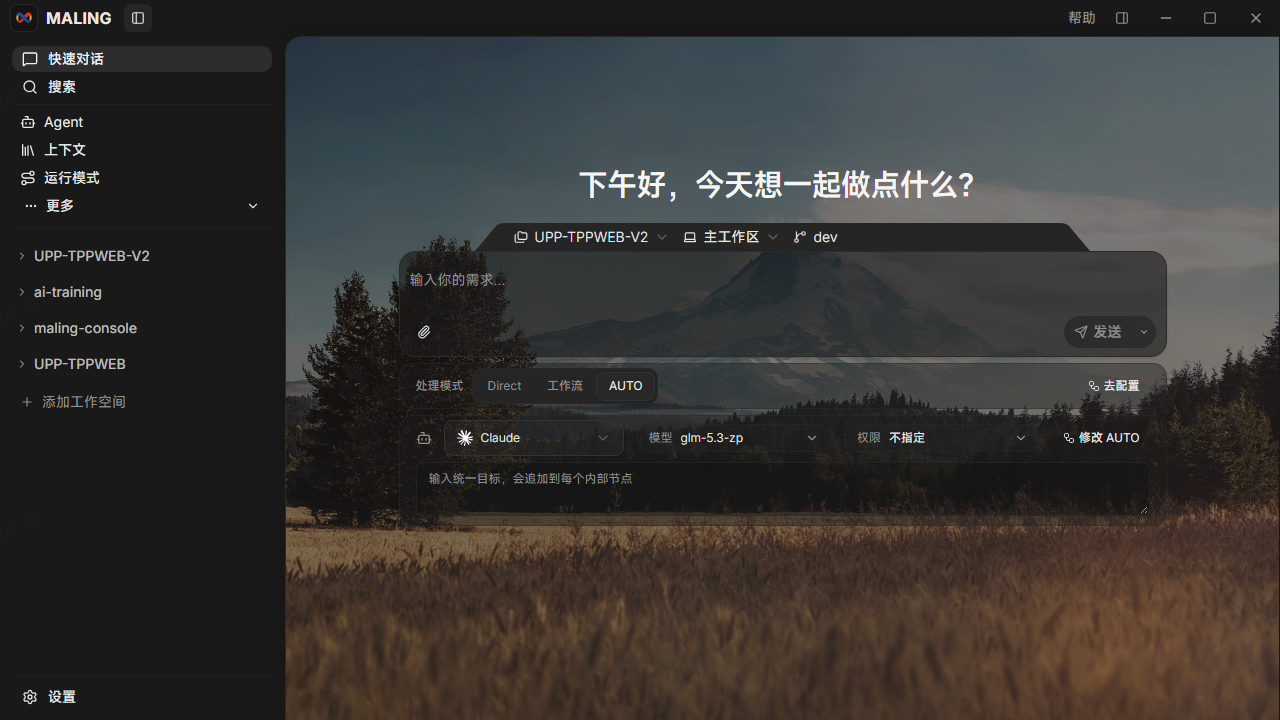 MALING
帮助
快速对话
搜索
Agent
上下文
运行模式
更多
UPP-TPPWEB-V2
ai-training
maling-console
UPP-TPPWEB
添加工作空间
设置
下午好，今天想一起做点什么？
UPP-TPPWEB-V2 主工作区 dev
输入你的需求...
发送
处理模式 Direct 工作流 AUTO 去配置
Claude 模型 glm-5.3-zp 权限 不指定 修改 AUTO
输入统一目标，会追加到每个内部节点